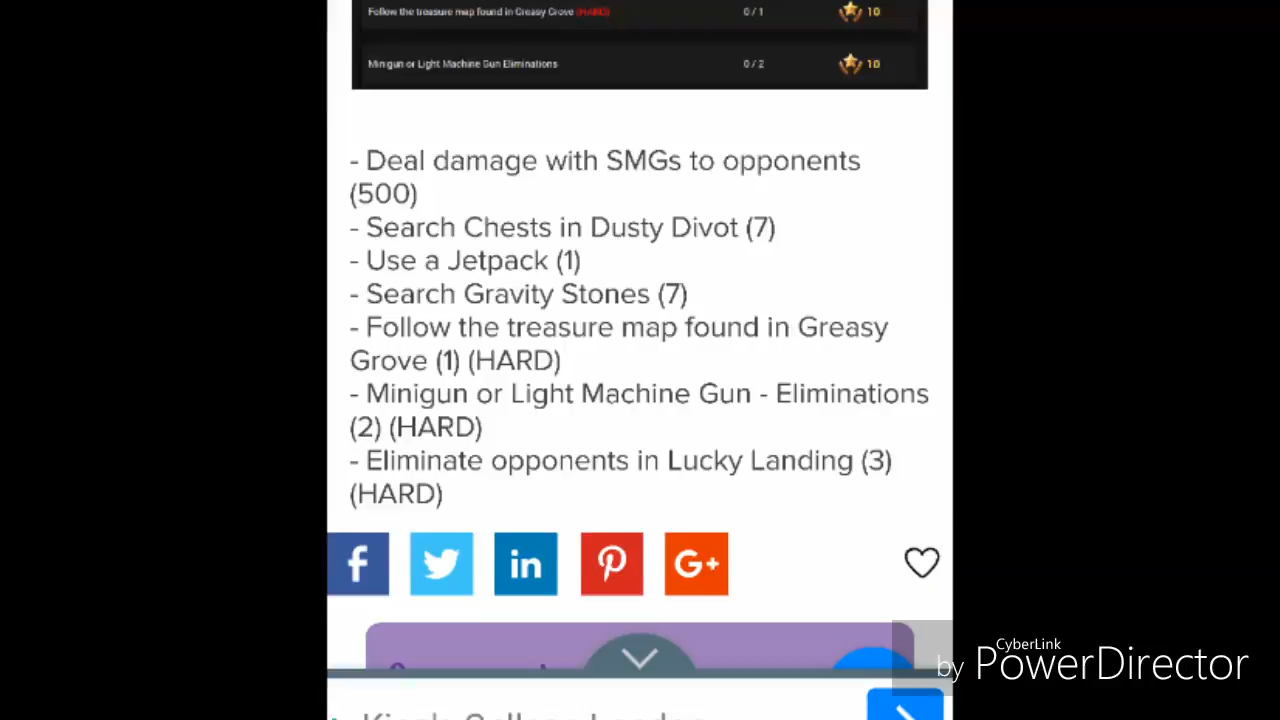 Follow the treasure map found in Greasy Grove (HARD) 0 / 1 10
Minigun or Light Machine Gun Eliminations 0 / 2 10
- Deal damage with SMGs to opponents
(500)
- Search Chests in Dusty Divot (7)
- Use a Jetpack (1)
- Search Gravity Stones (7)
- Follow the treasure map found in Greasy
Grove (1) (HARD)
- Minigun or Light Machine Gun - Eliminations
(2) (HARD)
- Eliminate opponents in Lucky Landing (3)
(HARD)
f in G+
CyberLink
by PowerDirector